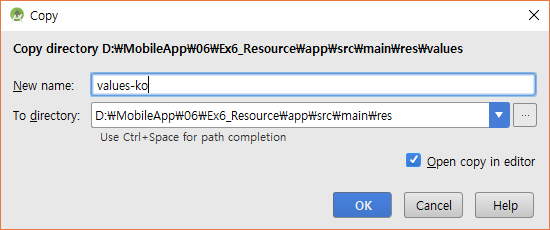 Copy
Copy directory D:₩MobileApp₩06₩Ex6_Resource₩app₩src₩main₩res₩values
New name: values-ko
To directory: D:₩MobileApp₩06₩Ex6_Resource₩app₩src₩main₩res ...
Use Ctrl+Space for path completion
Open copy in editor
OK Cancel Help